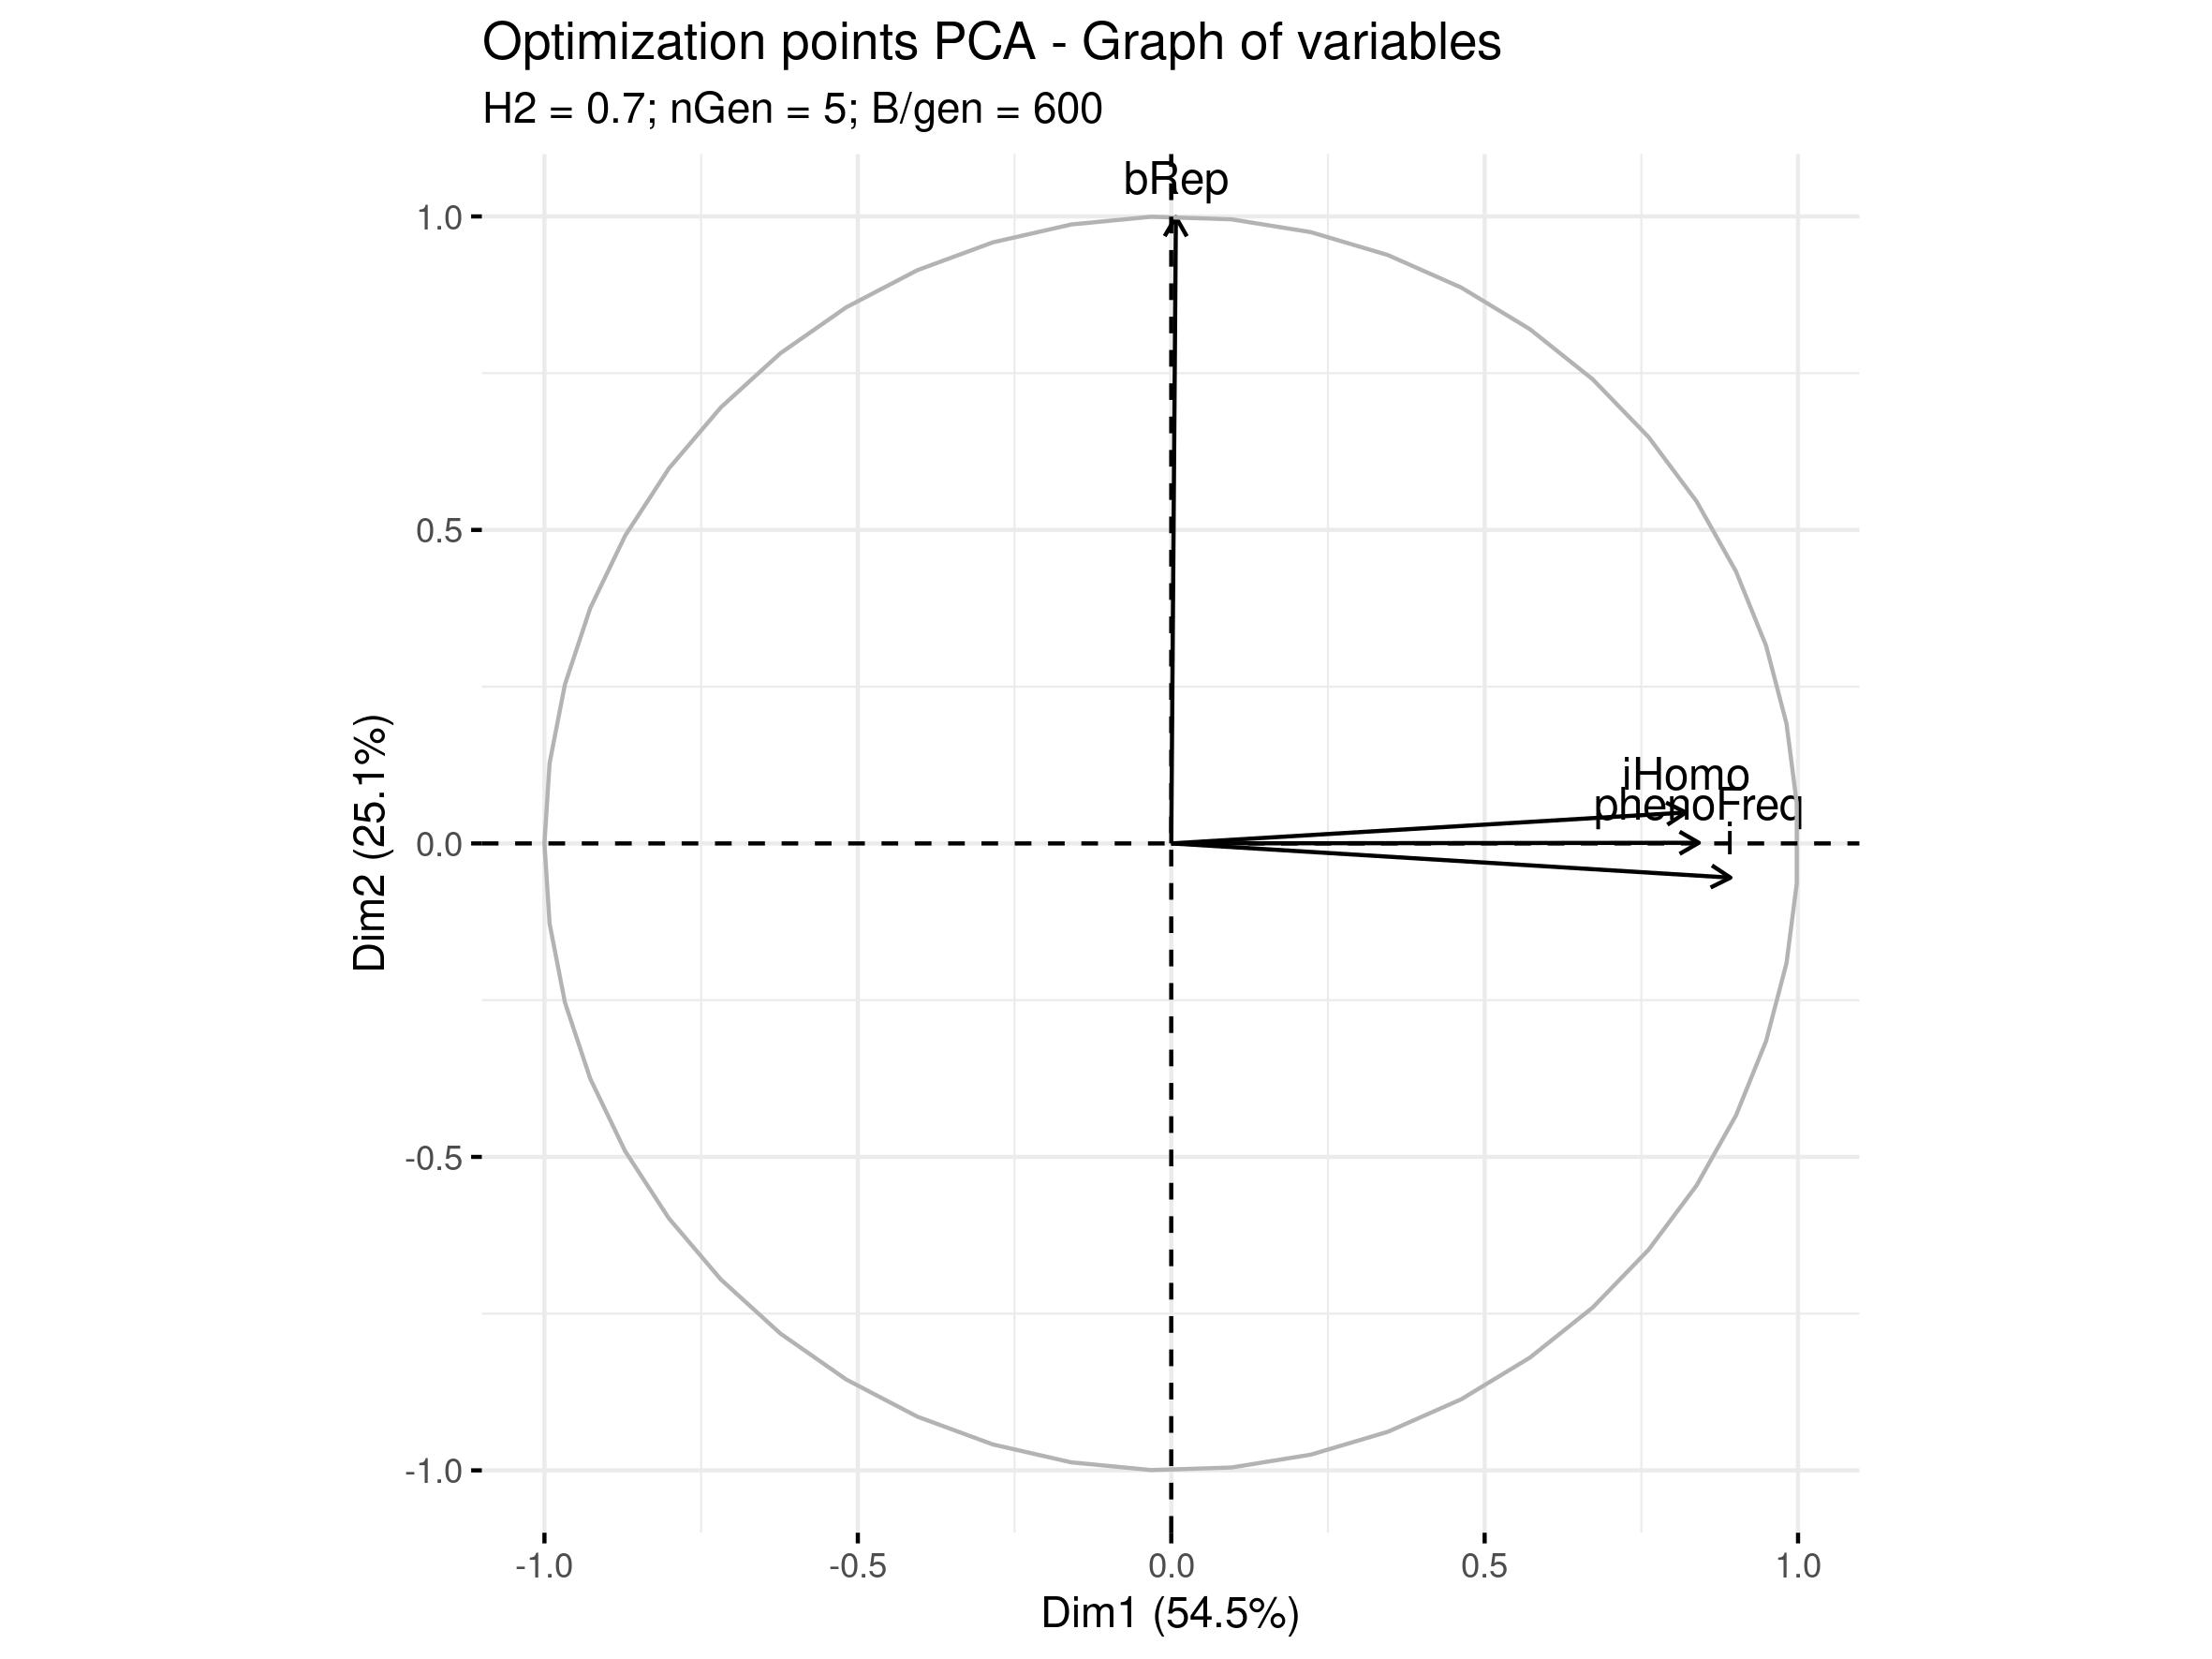 Optimization points PCA - Graph of variables
H2 = 0.7; nGen = 5; B/gen = 600
bRep
1.0
0.5
iHomo
phenoFreq
i
0.0
-0.5
-1.0
Dim2 (25.1%)
-1.0 -0.5 0.0 0.5 1.0
Dim1 (54.5%)